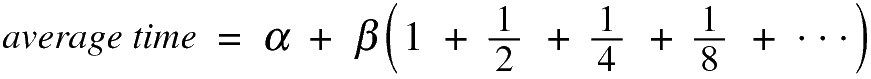 average time = α + β( 1 + 1/2 + 1/4 + 1/8 + · · · )